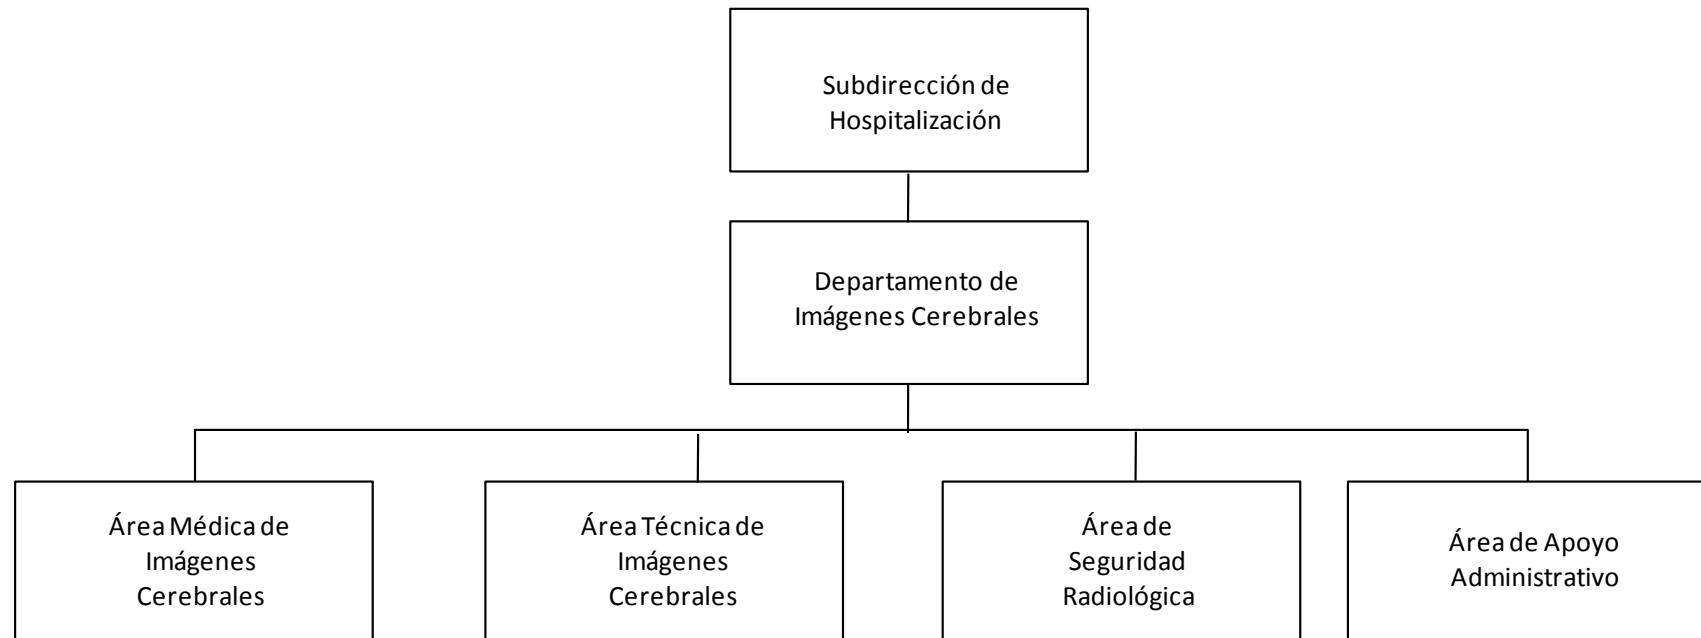 Subdirección de
Hospitalización
Departamento de
Imágenes Cerebrales
Área Médica de
Imágenes
Cerebrales
Área Técnica de
Imágenes
Cerebrales
Área de
Seguridad
Radiológica
Área de Apoyo
Administrativo